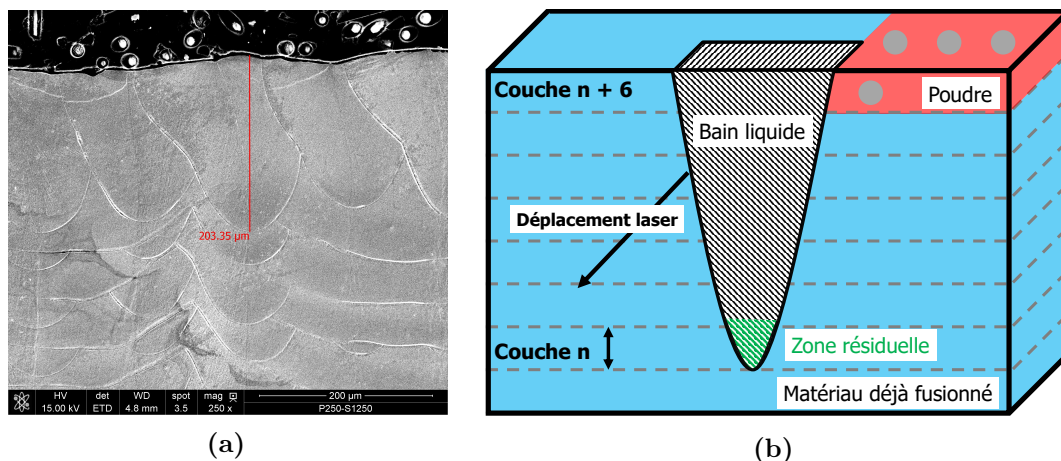 203.35 µm
HV det WD spot mag 200 µm
15.00 kV ETD 4.8 mm 3.5 250 x P250-S1250
(a)
Couche n + 6
Poudre
Bain liquide
Déplacement laser
Couche n
Zone résiduelle
Matériau déjà fusionné
(b)